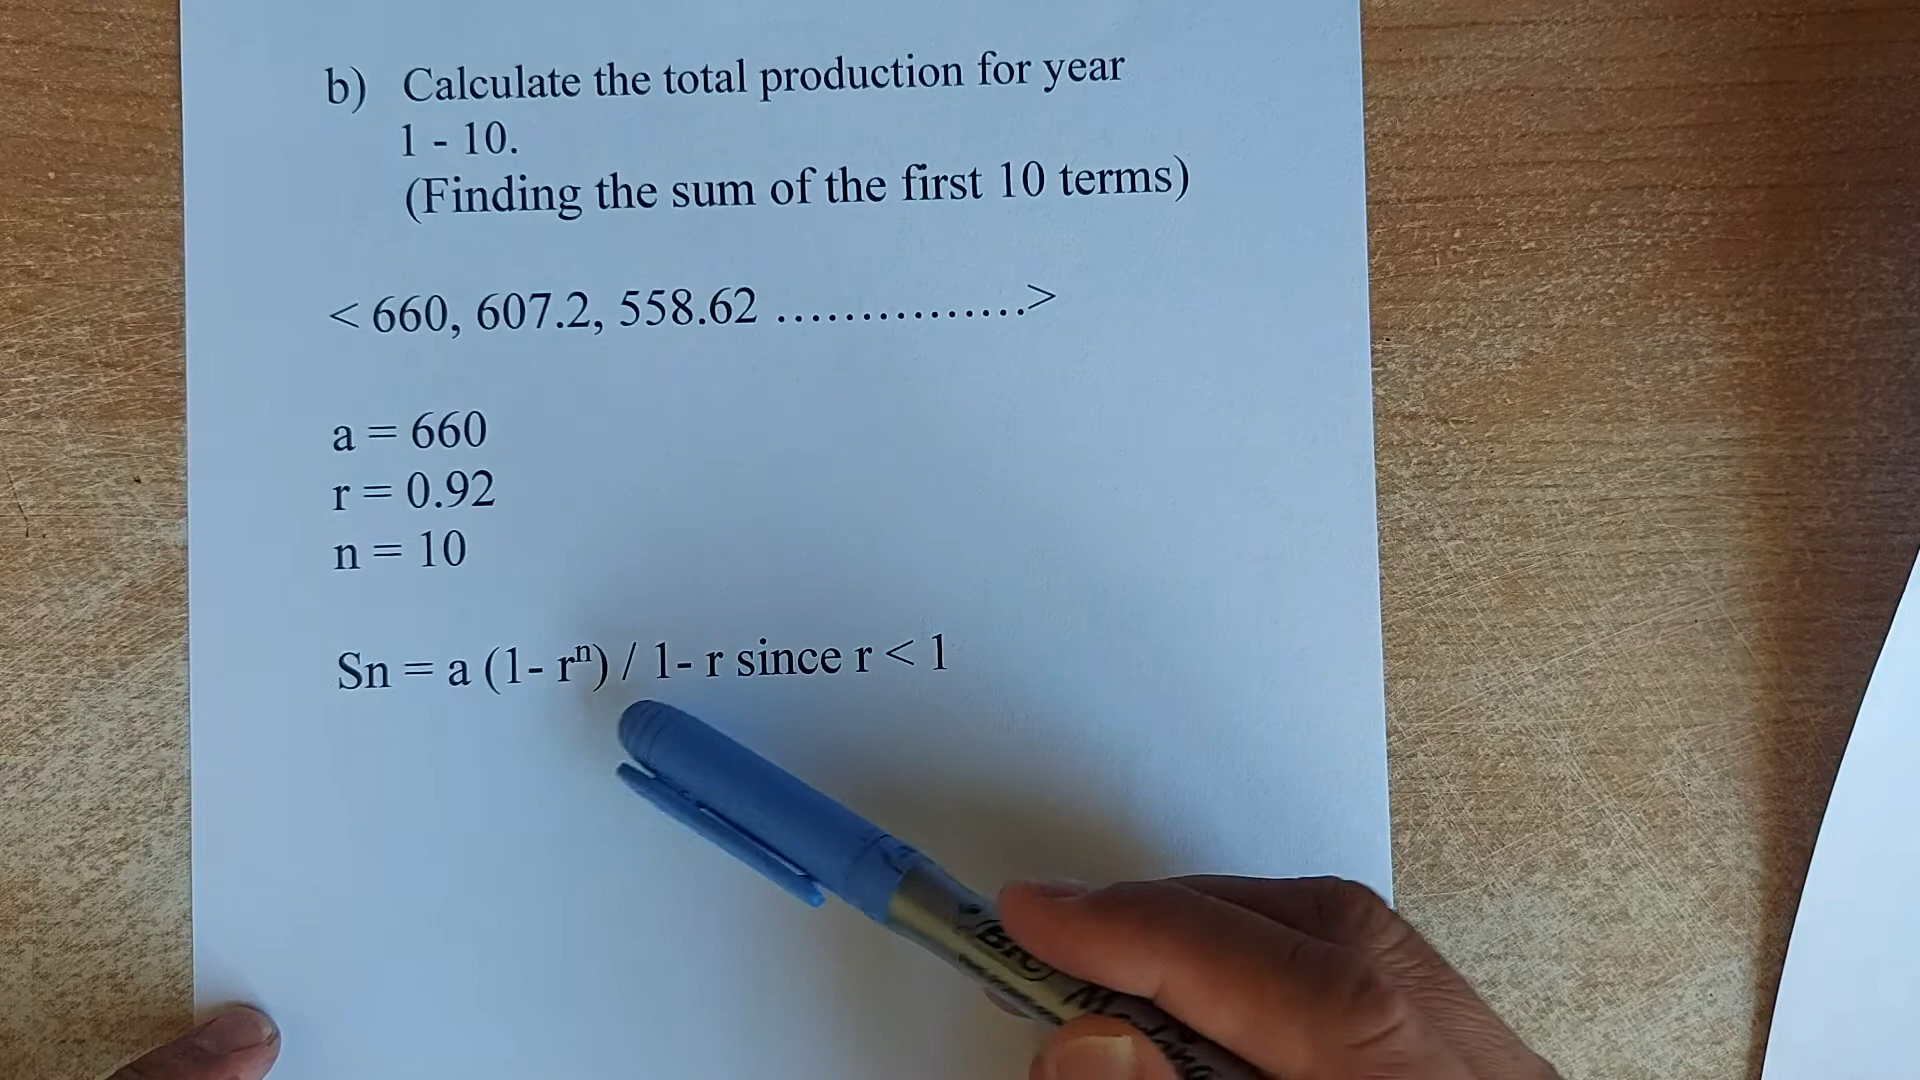 b) Calculate the total production for year
1 - 10.
(Finding the sum of the first 10 terms)
< 660, 607.2, 558.62 ...............>
a = 660
r = 0.92
n = 10
Sn = a (1- rⁿ) / 1- r since r < 1
BIC